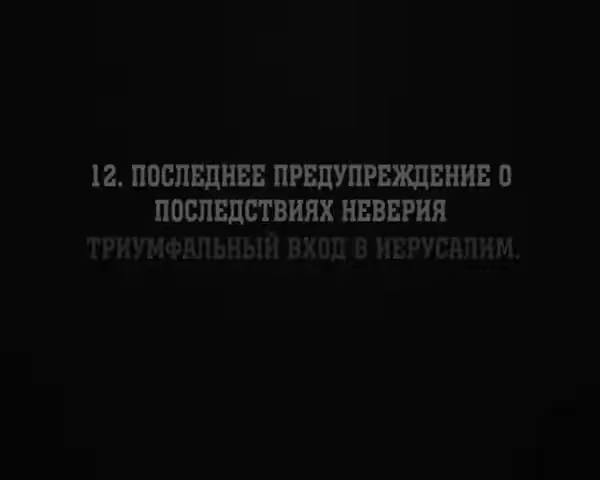 12. ПОСЛЕДНЕЕ ПРЕДУПРЕЖДЕНИЕ О
ПОСЛЕДСТВИЯХ НЕВЕРИЯ
ТРИУМФАЛЬНЫЙ ВХОД В ИЕРУСАЛИМ.